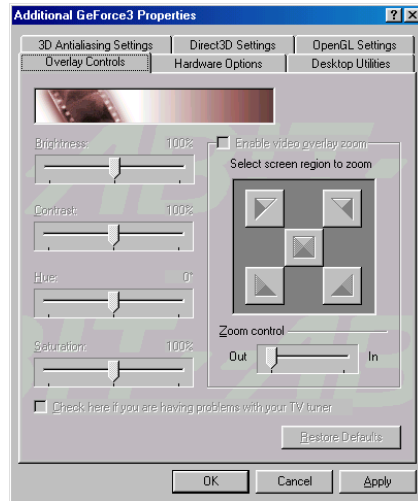 Additional GeForce3 Properties
3D Antialiasing Settings
Direct3D Settings
OpenGL Settings
Overlay Controls
Hardware Options
Desktop Utilities
Brightness:
100%
Contrast:
100%
Hue:
0°
Saturation:
100%
Enable video overlay zoom
Select screen region to zoom
Zoom control
Out
In
Check here if you are having problems with your TV tuner
Restore Defaults
OK
Cancel
Apply